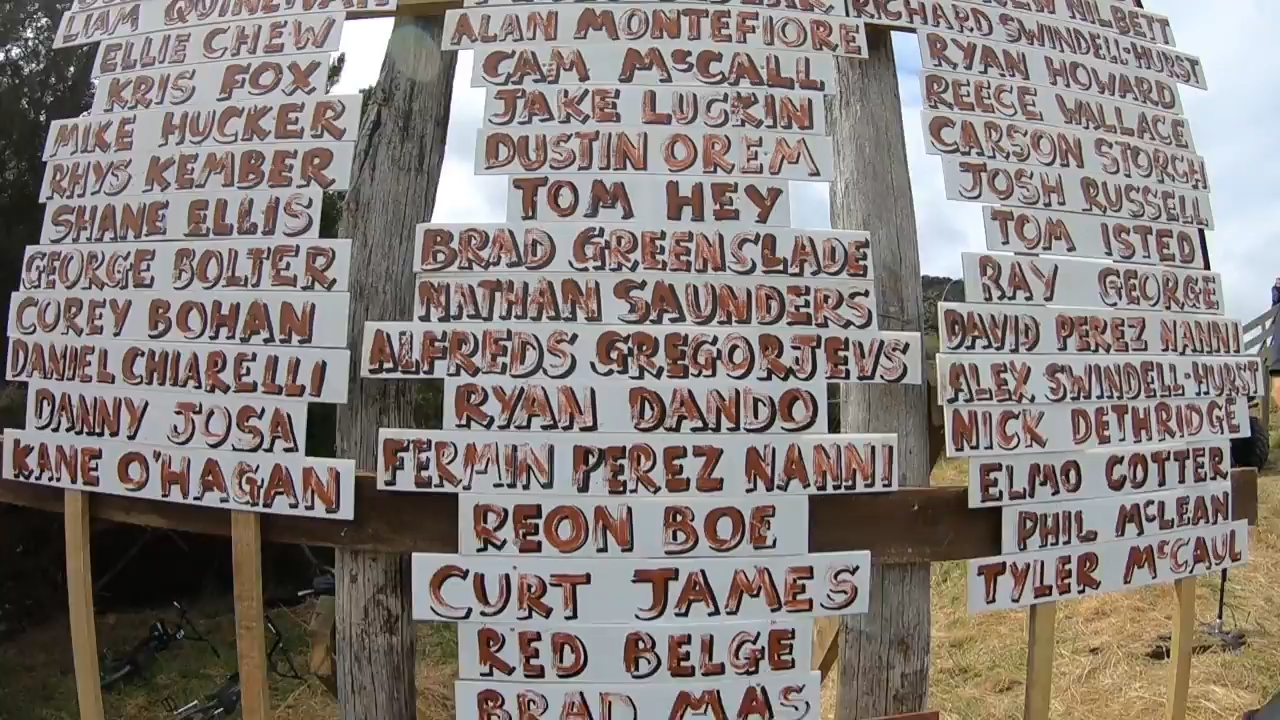 LIAM QUINLIVAN
ELLIE CHEW
KRIS FOX
MIKE HUCKER
RHYS KEMBER
SHANE ELLIS
GEORGE BOLTER
COREY BOHAN
DANIEL CHIARELLI
DANNY JOSA
KANE O'HAGAN
ALAN MONTEFIORE
CAM McCALL
JAKE LUCKIN
DUSTIN OREM
TOM HEY
BRAD GREENSLADE
NATHAN SAUNDERS
ALFREDS GREGORJEVS
RYAN DANDO
FERMIN PEREZ NANNI
REON BOE
CURT JAMES
RED BELGE
BRAD MAS
NILBETT
RICHARD SWINDELL-HURST
RYAN HOWARD
REECE WALLACE
CARSON STORCH
JOSH RUSSELL
TOM ISTED
RAY GEORGE
DAVID PEREZ NANNI
ALEX SWINDELL-HURST
NICK DETHRIDGE
ELMO COTTER
PHIL McLEAN
TYLER McCAUL